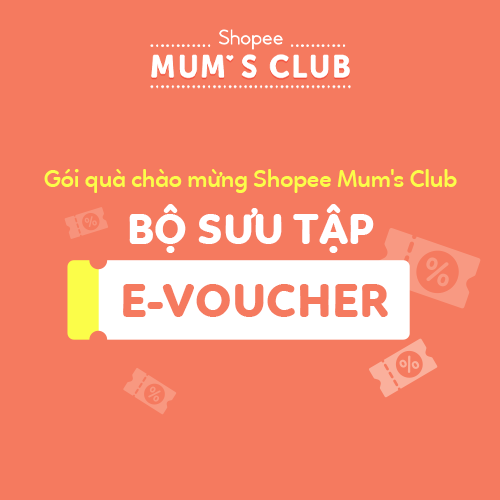 Shopee
MUM'S CLUB
Gói quà chào mừng Shopee Mum's Club
BỘ SƯU TẬP
E-VOUCHER
%
%
%
%